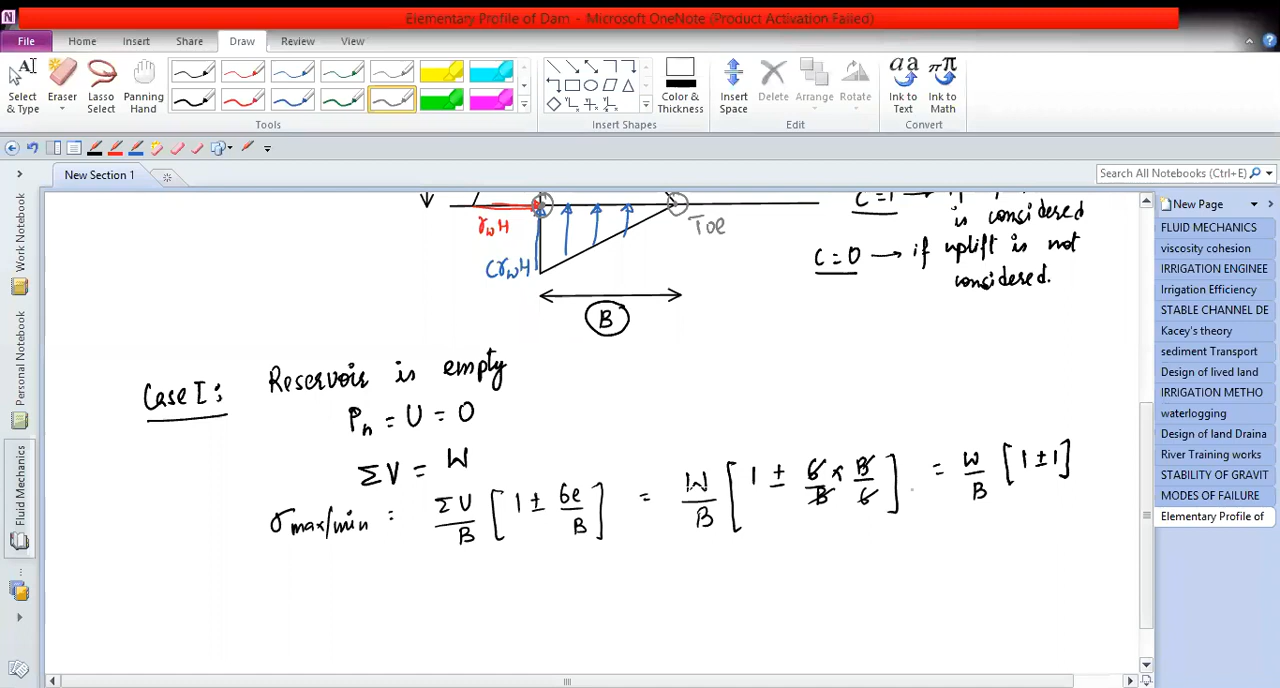 Elementary Profile of Dam - Microsoft OneNote (Product Activation Failed)
File Home Insert Share Draw Review View
Select & Type
Eraser
Lasso Select
Panning Hand
Color & Thickness
Insert Space
Delete
Arrange
Rotate
Ink to Text
Ink to Math
Tools
Insert Shapes
Edit
Convert
New Section 1
Search All Notebooks (Ctrl+E)
Work Notebook
Personal Notebook
Fluid Mechanics
New Page
FLUID MECHANICS
viscosity cohesion
IRRIGATION ENGINEE
Irrigation Efficiency
STABLE CHANNEL DE
Kacey's theory
sediment Transport
Design of lived land
IRRIGATION METHO
waterlogging
Design of land Draina
River Training works
STABILITY OF GRAVIT
MODES OF FAILURE
Elementary Profile of
is considered
C = 0 → if uplift is not
considered.
γwH
Toe
CγwH
B
Case I: Reservoir is empty
PH = U = 0
ΣV = W
σmax/min = ΣV/B [1 ± 6e/B] = W/B [1 ± 6/B × B/6] = W/B [1 ± 1]